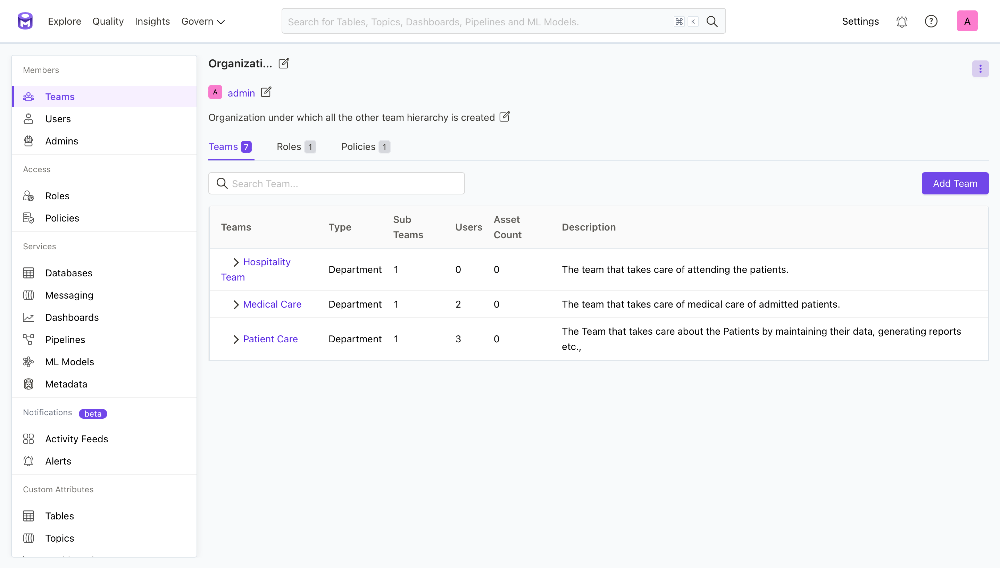 Explore Quality Insights Govern
Search for Tables, Topics, Dashboards, Pipelines and ML Models.
⌘ K
Settings
A
Members
Teams
Users
Admins
Access
Roles
Policies
Services
Databases
Messaging
Dashboards
Pipelines
ML Models
Metadata
Notifications beta
Activity Feeds
Alerts
Custom Attributes
Tables
Topics
Organizati...
A admin
Organization under which all the other team hierarchy is created
Teams 7 Roles 1 Policies 1
Search Team...
Add Team
Teams Type Sub Teams Users Asset Count Description
Hospitality Team Department 1 0 0 The team that takes care of attending the patients.
Medical Care Department 1 2 0 The team that takes care of medical care of admitted patients.
Patient Care Department 1 3 0 The Team that takes care about the Patients by maintaining their data, generating reports
etc.,